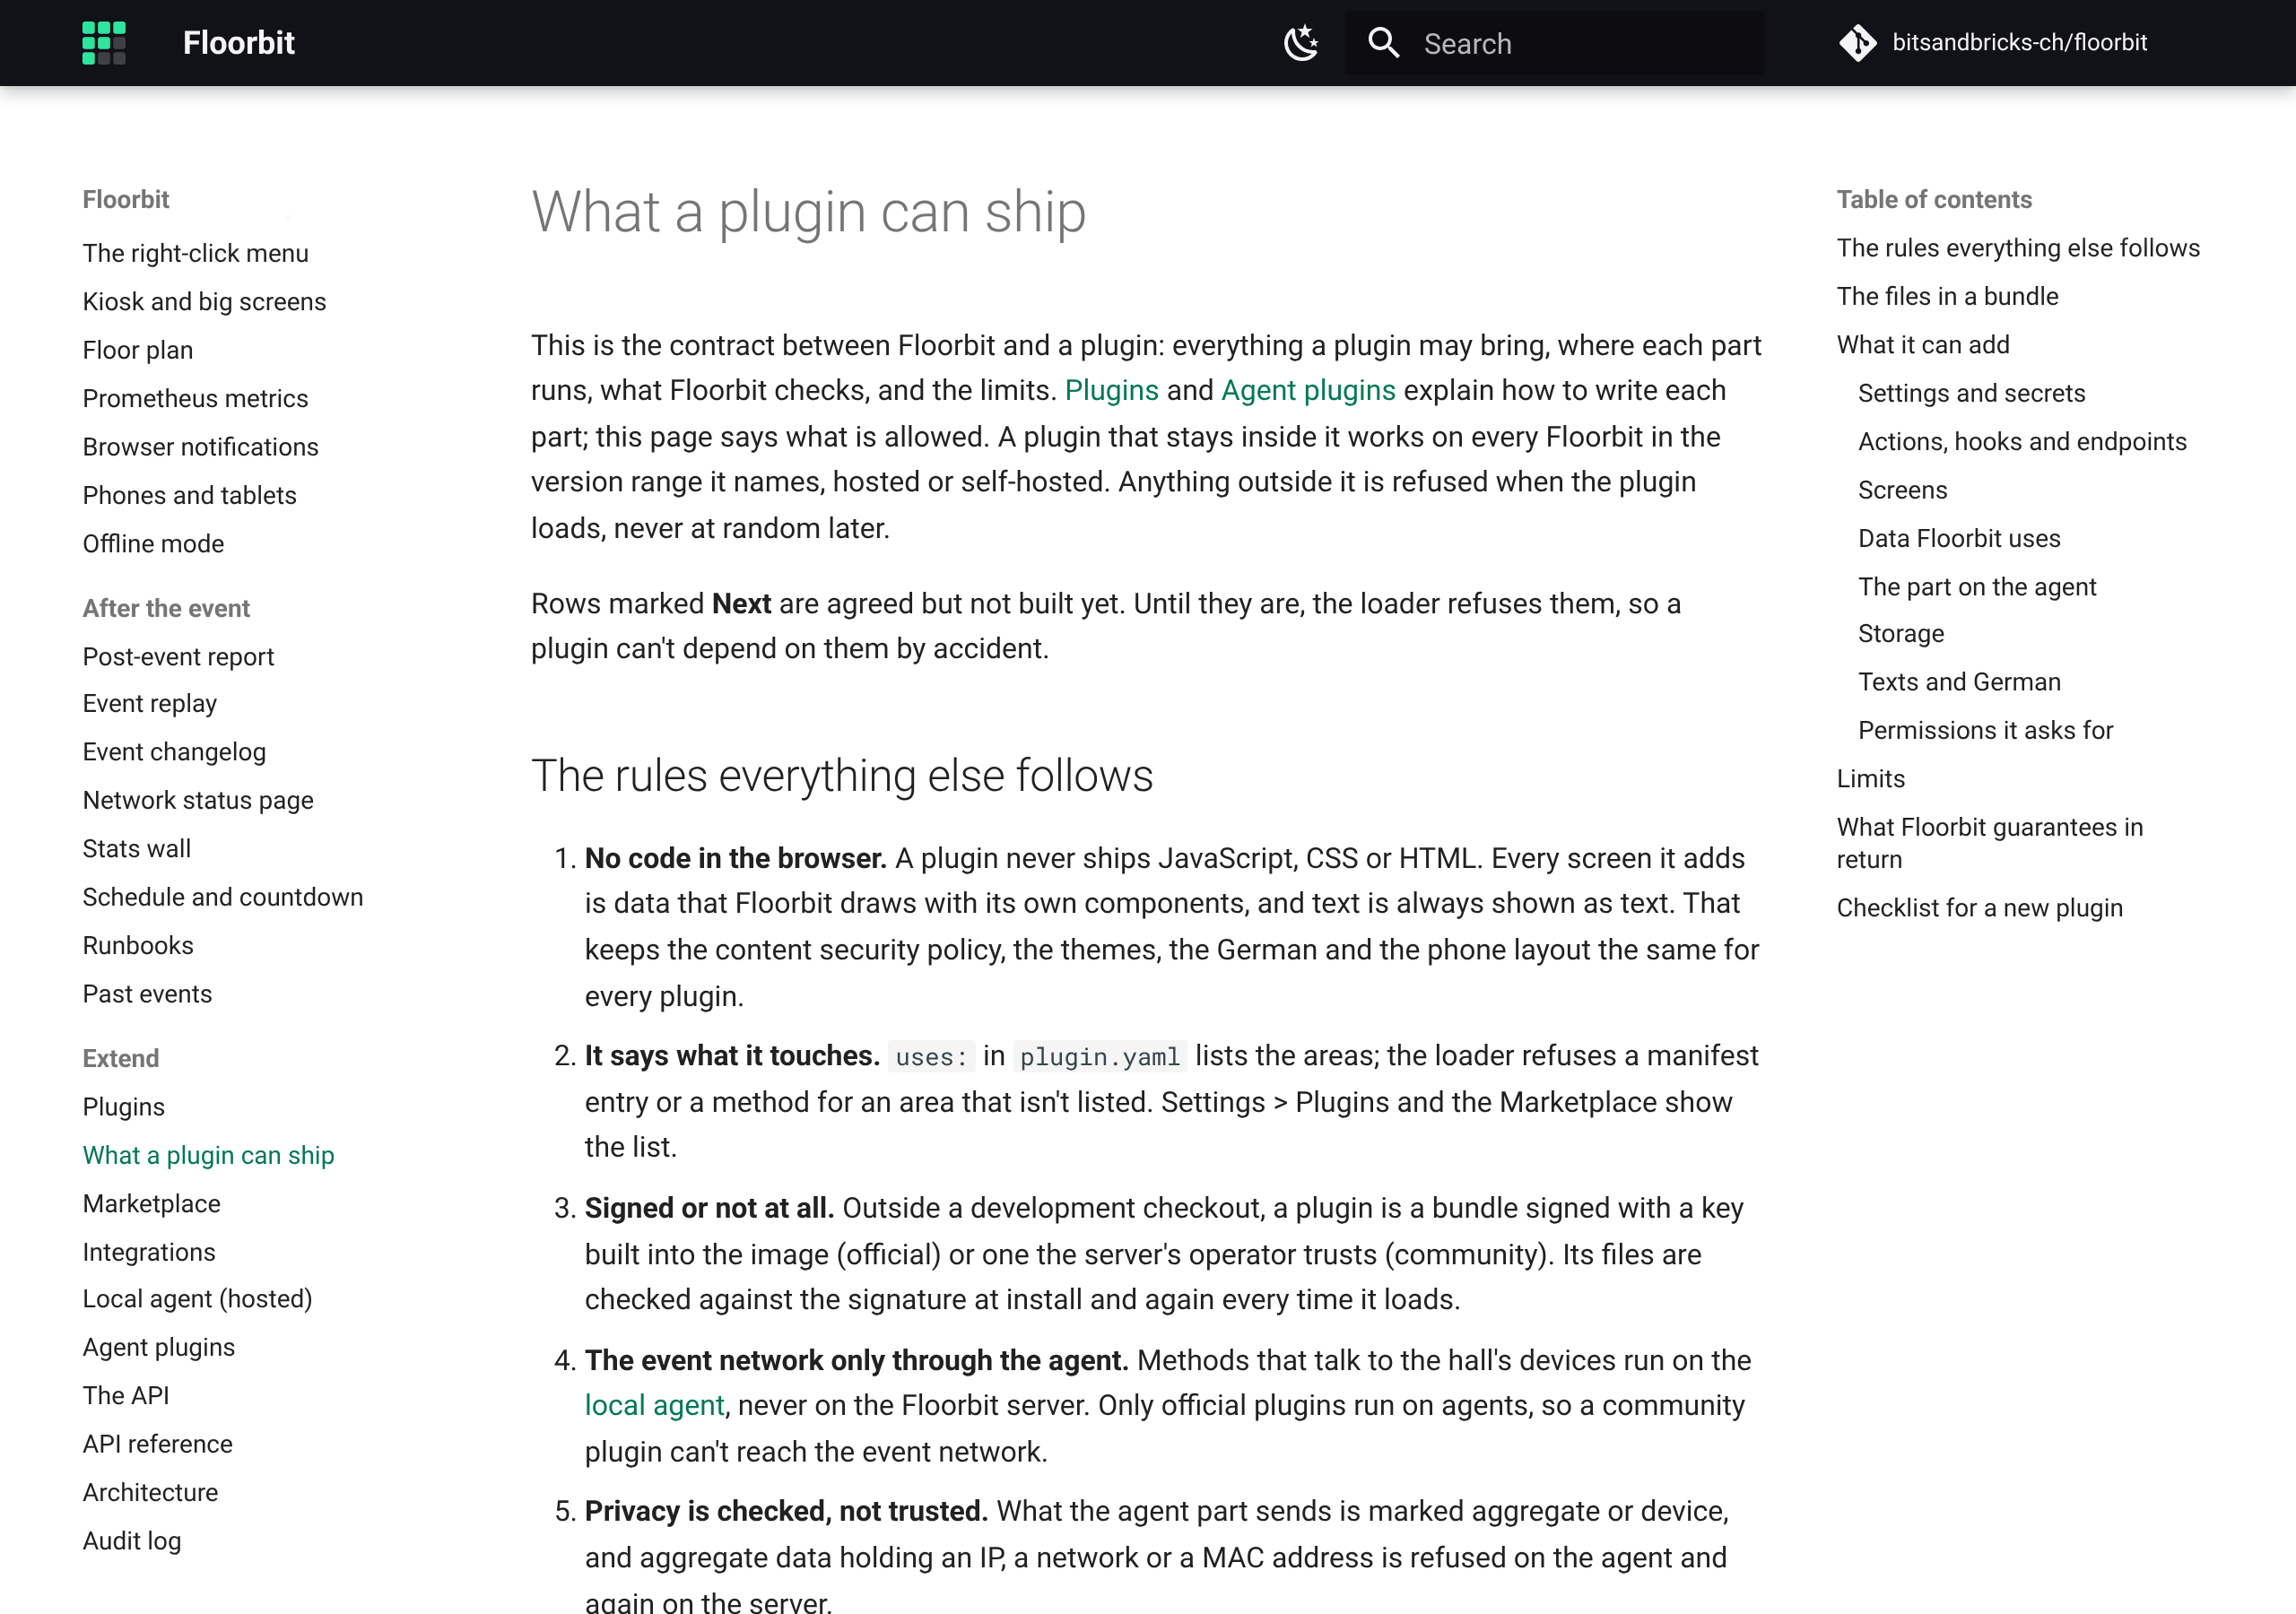 Floorbit
Search
bitsandbricks-ch/floorbit
Floorbit
The right-click menu
Kiosk and big screens
Floor plan
Prometheus metrics
Browser notifications
Phones and tablets
Offline mode
After the event
Post-event report
Event replay
Event changelog
Network status page
Stats wall
Schedule and countdown
Runbooks
Past events
Extend
Plugins
What a plugin can ship
Marketplace
Integrations
Local agent (hosted)
Agent plugins
The API
API reference
Architecture
Audit log
What a plugin can ship
This is the contract between Floorbit and a plugin: everything a plugin may bring, where each part
runs, what Floorbit checks, and the limits. Plugins and Agent plugins explain how to write each
part; this page says what is allowed. A plugin that stays inside it works on every Floorbit in the
version range it names, hosted or self-hosted. Anything outside it is refused when the plugin
loads, never at random later.
Rows marked Next are agreed but not built yet. Until they are, the loader refuses them, so a
plugin can't depend on them by accident.
The rules everything else follows
1. No code in the browser. A plugin never ships JavaScript, CSS or HTML. Every screen it adds
is data that Floorbit draws with its own components, and text is always shown as text. That
keeps the content security policy, the themes, the German and the phone layout the same for
every plugin.
2. It says what it touches. uses: in plugin.yaml lists the areas; the loader refuses a manifest
entry or a method for an area that isn't listed. Settings > Plugins and the Marketplace show
the list.
3. Signed or not at all. Outside a development checkout, a plugin is a bundle signed with a key
built into the image (official) or one the server's operator trusts (community). Its files are
checked against the signature at install and again every time it loads.
4. The event network only through the agent. Methods that talk to the hall's devices run on the
local agent, never on the Floorbit server. Only official plugins run on agents, so a community
plugin can't reach the event network.
5. Privacy is checked, not trusted. What the agent part sends is marked aggregate or device,
and aggregate data holding an IP, a network or a MAC address is refused on the agent and
again on the server.
Table of contents
The rules everything else follows
The files in a bundle
What it can add
Settings and secrets
Actions, hooks and endpoints
Screens
Data Floorbit uses
The part on the agent
Storage
Texts and German
Permissions it asks for
Limits
What Floorbit guarantees in
return
Checklist for a new plugin